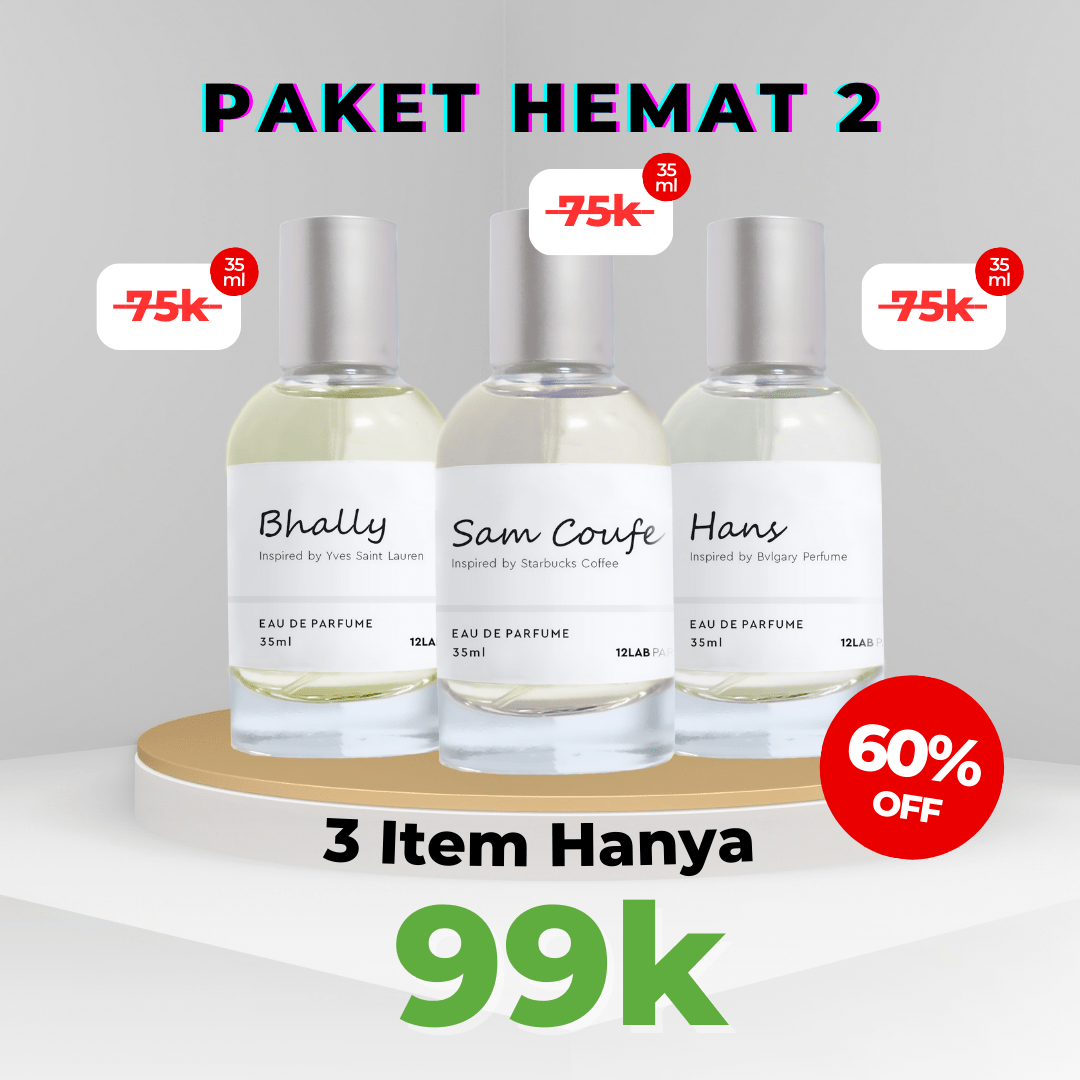 PAKET HEMAT 2
35
ml
75k
35
ml
75k
35
ml
75k
Bhally
Inspired by Yves Saint Lauren
EAU DE PARFUME
35ml
12LA
Sam Coufe
Inspired by Starbucks Coffee
EAU DE PARFUME
35ml
12LAB PAR
Hans
Inspired by Bvlgary Perfume
EAU DE PARFUME
35ml
12LAB P
60%
OFF
3 Item Hanya
99k